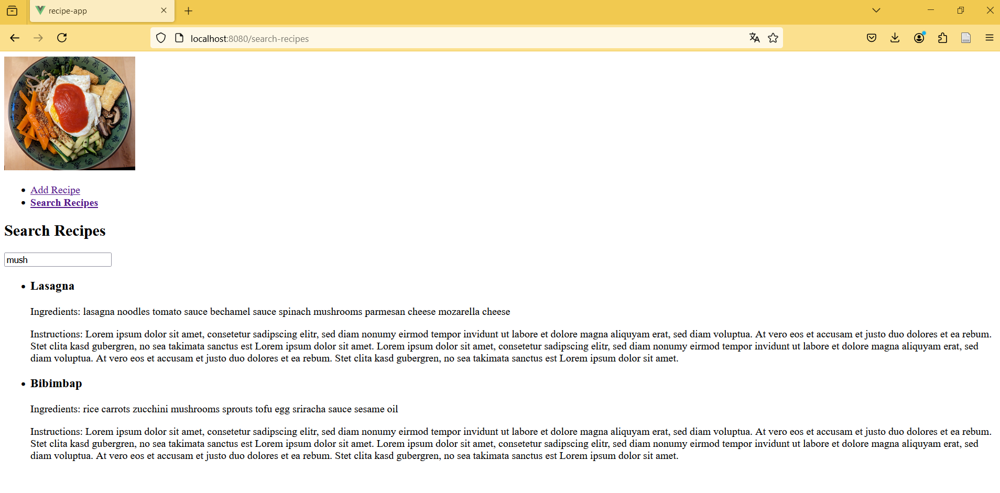 recipe-app
localhost:8080/search-recipes
Add Recipe
Search Recipes
Search Recipes
mush
Lasagna
Ingredients: lasagna noodles tomato sauce bechamel sauce spinach mushrooms parmesan cheese mozarella cheese
Instructions: Lorem ipsum dolor sit amet, consetetur sadipscing elitr, sed diam nonumy eirmod tempor invidunt ut labore et dolore magna aliquyam erat, sed diam voluptua. At vero eos et accusam et justo duo dolores et ea rebum.
Stet clita kasd gubergren, no sea takimata sanctus est Lorem ipsum dolor sit amet. Lorem ipsum dolor sit amet, consetetur sadipscing elitr, sed diam nonumy eirmod tempor invidunt ut labore et dolore magna aliquyam erat, sed
diam voluptua. At vero eos et accusam et justo duo dolores et ea rebum. Stet clita kasd gubergren, no sea takimata sanctus est Lorem ipsum dolor sit amet.
Bibimbap
Ingredients: rice carrots zucchini mushrooms sprouts tofu egg sriracha sauce sesame oil
Instructions: Lorem ipsum dolor sit amet, consetetur sadipscing elitr, sed diam nonumy eirmod tempor invidunt ut labore et dolore magna aliquyam erat, sed diam voluptua. At vero eos et accusam et justo duo dolores et ea rebum.
Stet clita kasd gubergren, no sea takimata sanctus est Lorem ipsum dolor sit amet. Lorem ipsum dolor sit amet, consetetur sadipscing elitr, sed diam nonumy eirmod tempor invidunt ut labore et dolore magna aliquyam erat, sed
diam voluptua. At vero eos et accusam et justo duo dolores et ea rebum. Stet clita kasd gubergren, no sea takimata sanctus est Lorem ipsum dolor sit amet.